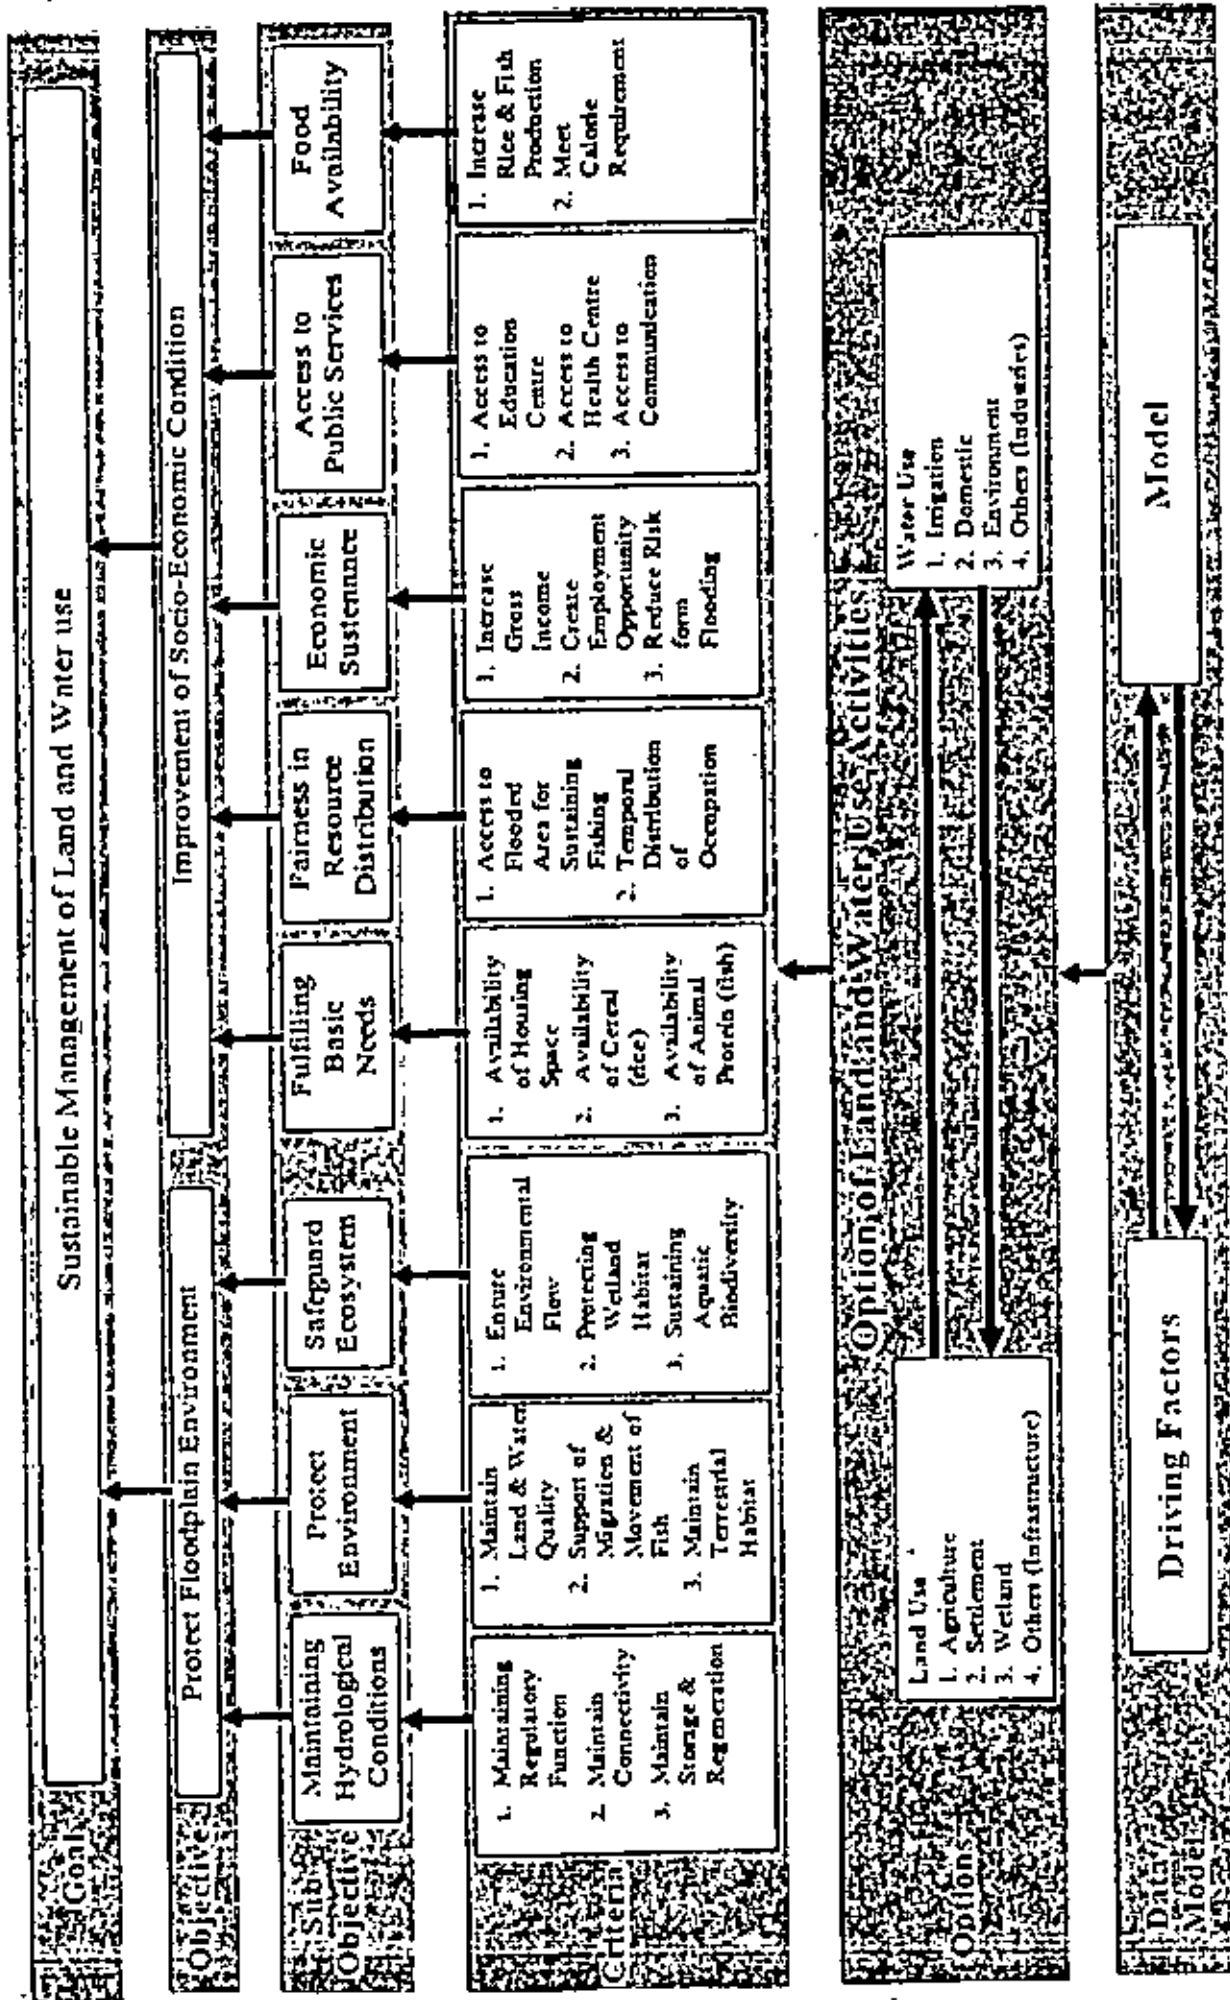 Goal
Sustainable Management of Land and Water use
Objective
Protect Floodplain Environment
Improvement of Socio-Economic Condition
Sub
Objective
Maintaining
Hydrological
Conditions
Protect
Environment
Safeguard
Ecosystem
Fulfilling
Basic
Needs
Fairness in
Resource
Distribution
Economic
Sustenance
Access to
Public Services
Food
Availability
Criteria
1. Maintaining
Regulatory
Function
2. Maintain
Connectivity
3. Maintain
Storage &
Regeneration
1. Maintain
Land & Water
Quality
2. Support of
Migration &
Movement of
Fish
3. Maintain
Terrestrial
Habitat
1. Ensure
Environmental
Flow
2. Protecting
Wetland
Habitat
3. Sustaining
Aquatic
Biodiversity
1. Availability
of Housing
Space
2. Availability
of Cereal
(rice)
3. Availability
of Animal
Protein (fish)
1. Access to
Flooded
Area for
Sustaining
Fishing
2. Temporal
Distribution
of
Occupation
1. Increase
Gross
Income
2. Create
Employment
Opportunity
3. Reduce Risk
form
Flooding
1. Access to
Education
Centre
2. Access to
Health Centre
3. Access to
Communication
1. Increase
Rice & Fish
Production
2. Meet
Calorie
Requirement
Option of Land and Water Use Activities
Options
Land Use
1. Agriculture
2. Settlement
3. Wetland
4. Others (Infrastructure)
Water Use
1. Irrigation
2. Domestic
3. Environment
4. Others (Industries)
Data/
Model
Driving Factors
Model